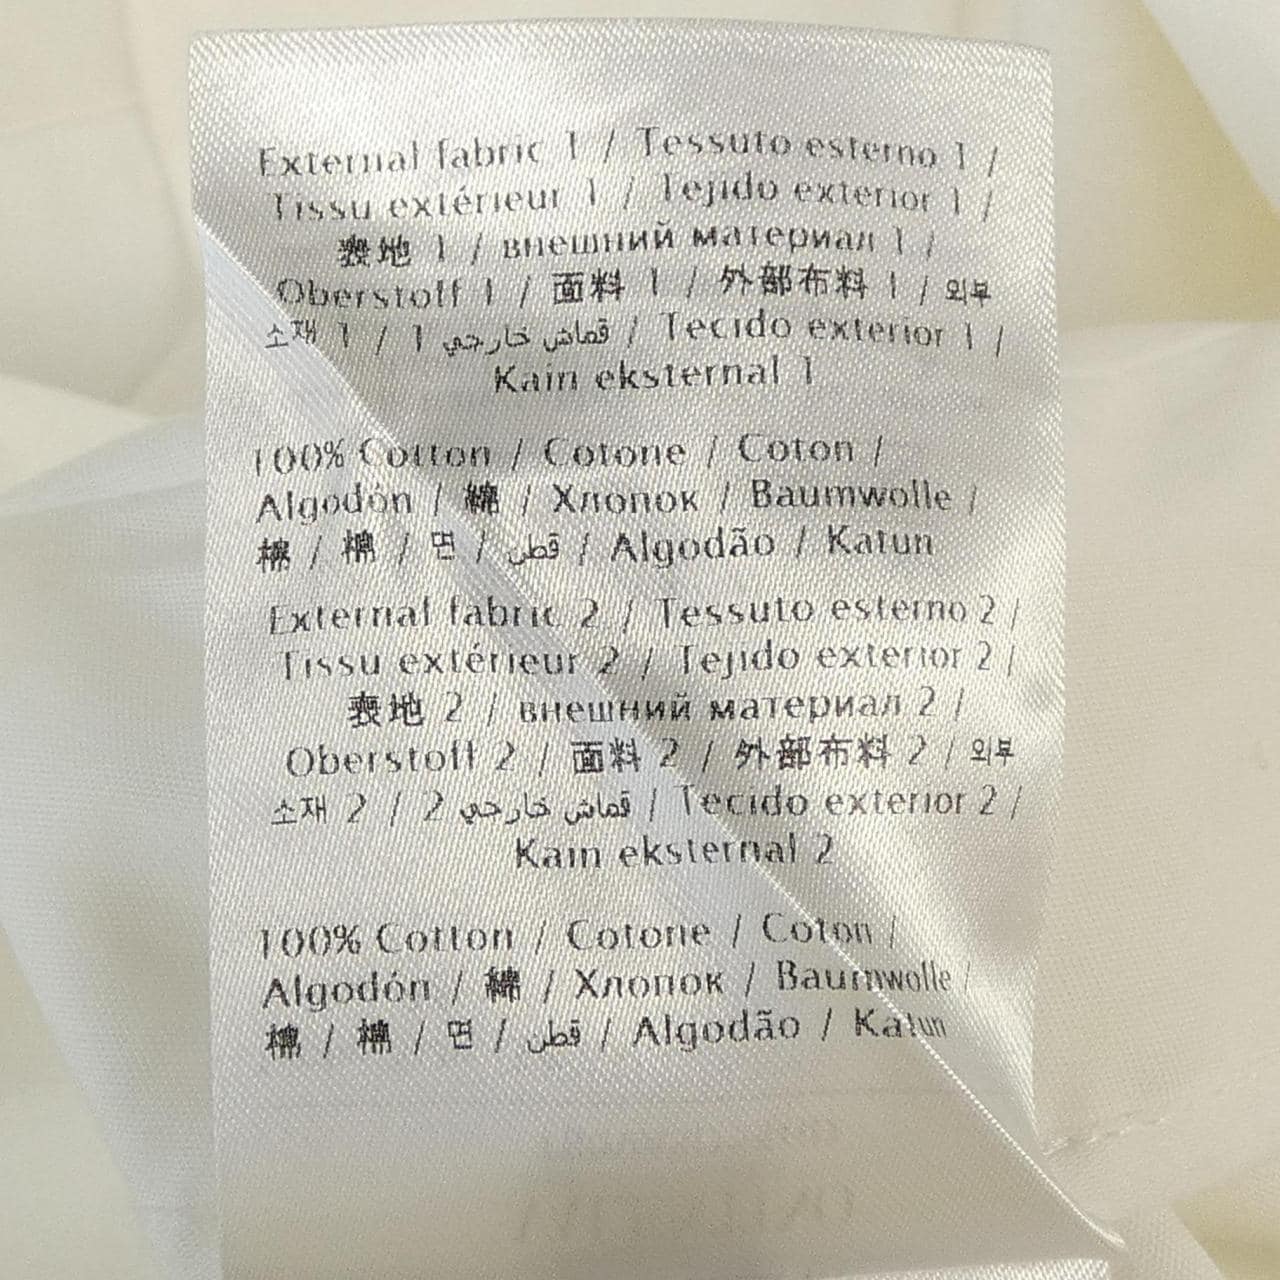 External fabric 1 / Tessuto esterno 1 /
Tissu extérieur 1 / Tejido exterior 1 /
表地 1 / внешний материал 1 /
Oberstoff 1 / 面料 1 / 外部布料 1 / 외부
소재 1 / 1 قماش خارجي / Tecido exterior 1 /
Kain eksternal 1
100% Cotton / Cotone / Coton /
Algodón / 綿 / Хлопок / Baumwolle /
棉 / 棉 / 면 / قطن / Algodão / Katun
External fabric 2 / Tessuto esterno 2 /
Tissu extérieur 2 / Tejido exterior 2 /
表地 2 / внешний материал 2 /
Oberstoff 2 / 面料 2 / 外部布料 2 / 외부
소재 2 / 2 قماش خارجي / Tecido exterior 2 /
Kain eksternal 2
100% Cotton / Cotone / Coton /
Algodón / 綿 / Хлопок / Baumwolle /
棉 / 棉 / 면 / قطن / Algodão / Katun